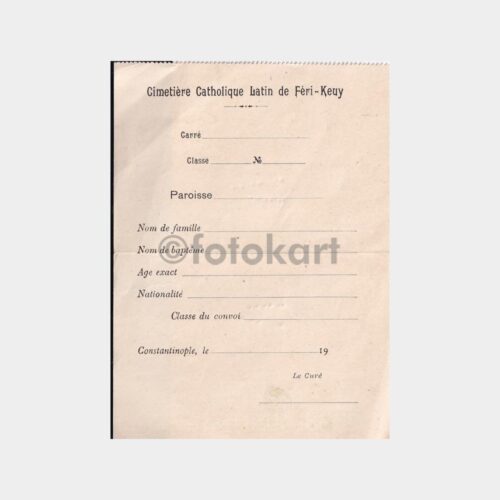 Cimetière Catholique Latin de Féri-Keuy
Carré
Classe №
Paroisse
Nom de famille
Nom de baptême
©fotokart
Age exact
Nationalité
Classe du convoi
Constantinople, le 19
Le Curé